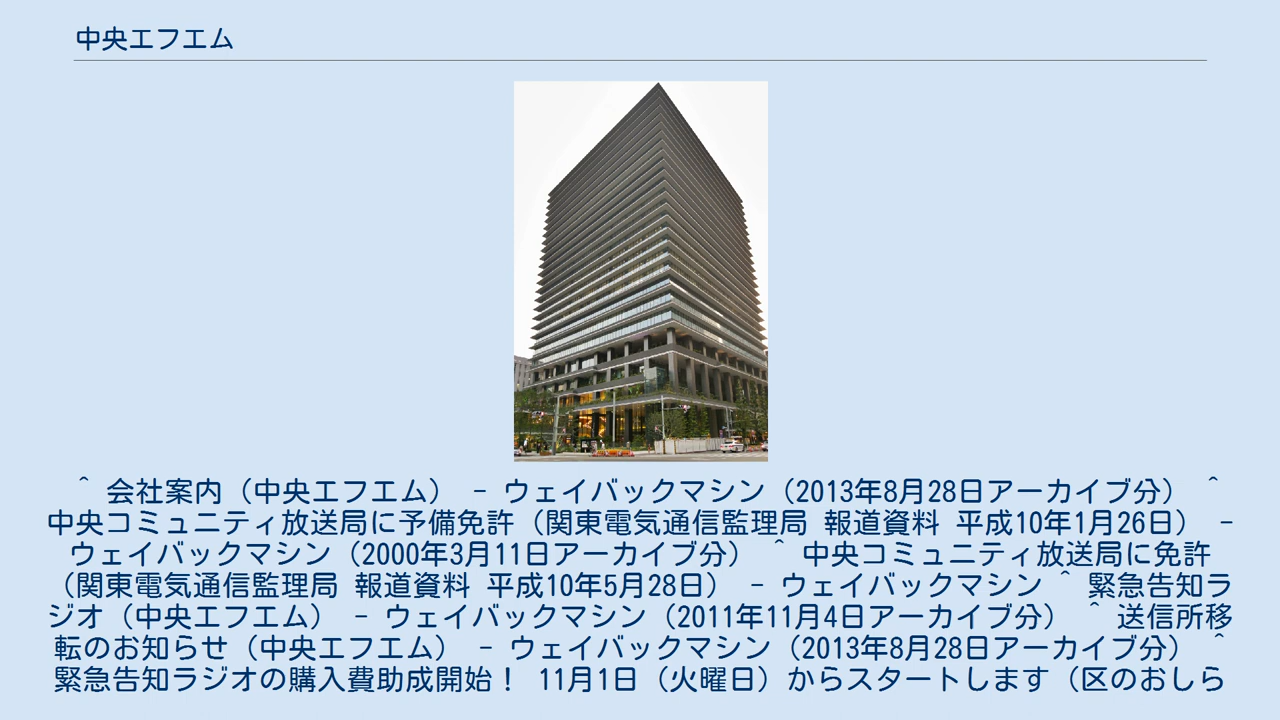 中央エフエム
^ 会社案内（中央エフエム） - ウェイバックマシン（2013年8月28日アーカイブ分） ^
中央コミュニティ放送局に予備免許（関東電気通信監理局 報道資料 平成10年1月26日） -
ウェイバックマシン（2000年3月11日アーカイブ分） ^ 中央コミュニティ放送局に免許
（関東電気通信監理局 報道資料 平成10年5月28日） - ウェイバックマシン ^ 緊急告知ラ
ジオ（中央エフエム） - ウェイバックマシン（2011年11月4日アーカイブ分） ^ 送信所移
転のお知らせ（中央エフエム） - ウェイバックマシン（2013年8月28日アーカイブ分） ^
緊急告知ラジオの購入費助成開始！ 11月1日（火曜日）からスタートします（区のおしら